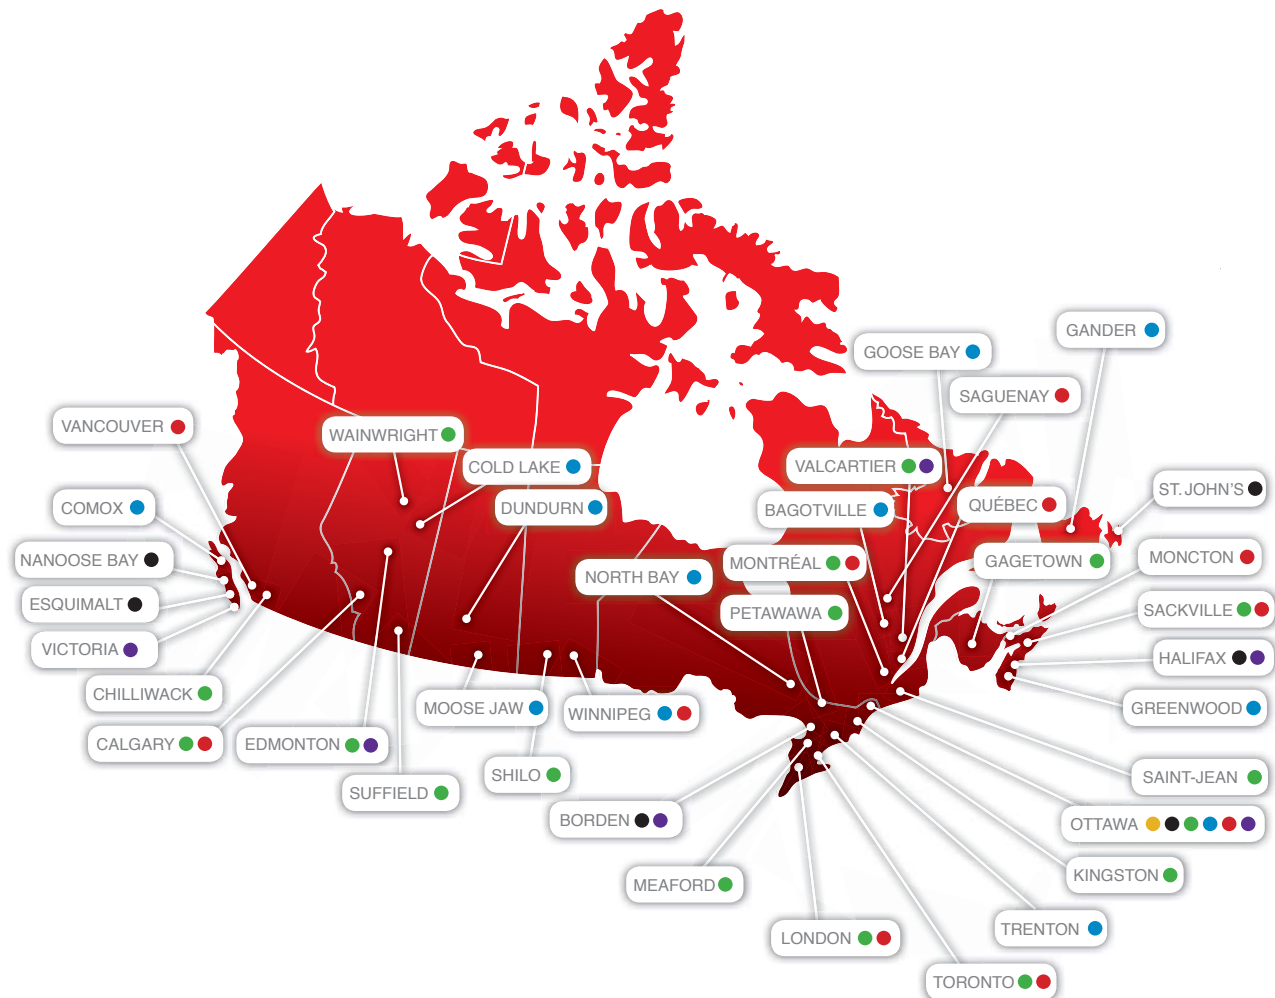 GANDER
GOOSE BAY
SAGUENAY
VANCOUVER
WAINWRIGHT
COLD LAKE
VALCARTIER
ST. JOHN'S
COMOX
DUNDURN
BAGOTVILLE
QUÉBEC
NANOOSE BAY
NORTH BAY
MONTRÉAL
GAGETOWN
MONCTON
ESQUIMALT
PETAWAWA
SACKVILLE
VICTORIA
HALIFAX
CHILLIWACK
MOOSE JAW
WINNIPEG
GREENWOOD
CALGARY
EDMONTON
SHILO
SAINT-JEAN
SUFFIELD
BORDEN
OTTAWA
MEAFORD
KINGSTON
LONDON
TRENTON
TORONTO